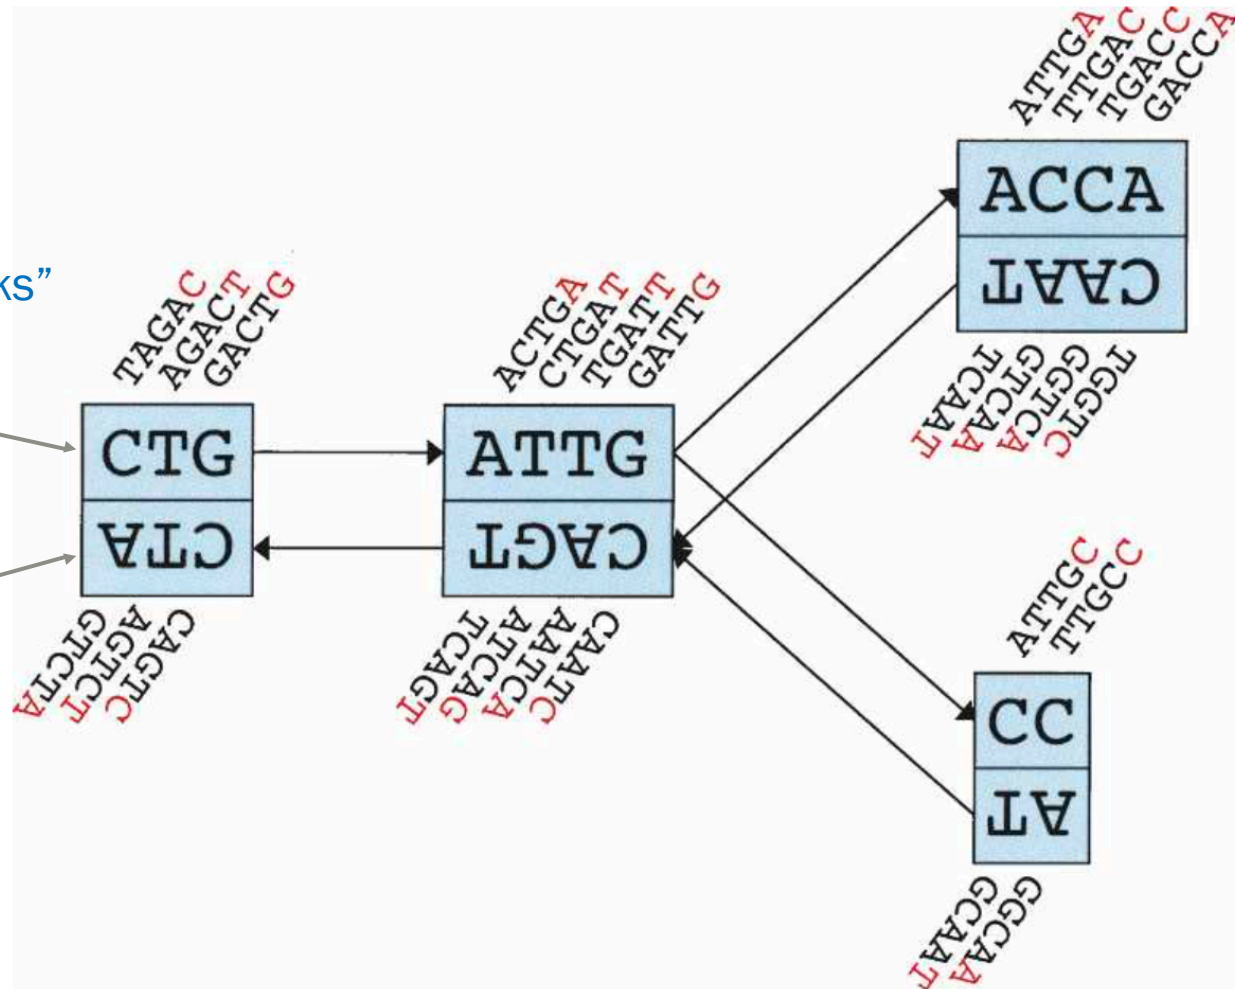 ks”
TAGAC
AGACT
GACTG
CTG
CTA
GTCTA
AGTCT
CAGTC
ACTGA
CTGAT
TGATT
GATTG
ATTG
CAGT
TCAGT
ATCAG
AATCA
CAATC
ATTGA
TTGAC
TGACC
GACCA
ACCA
CAAT
TCAAT
GTCAA
GGTCA
TGGTC
ATTGC
TTGCC
CC
AT
GCAAT
GGCAA